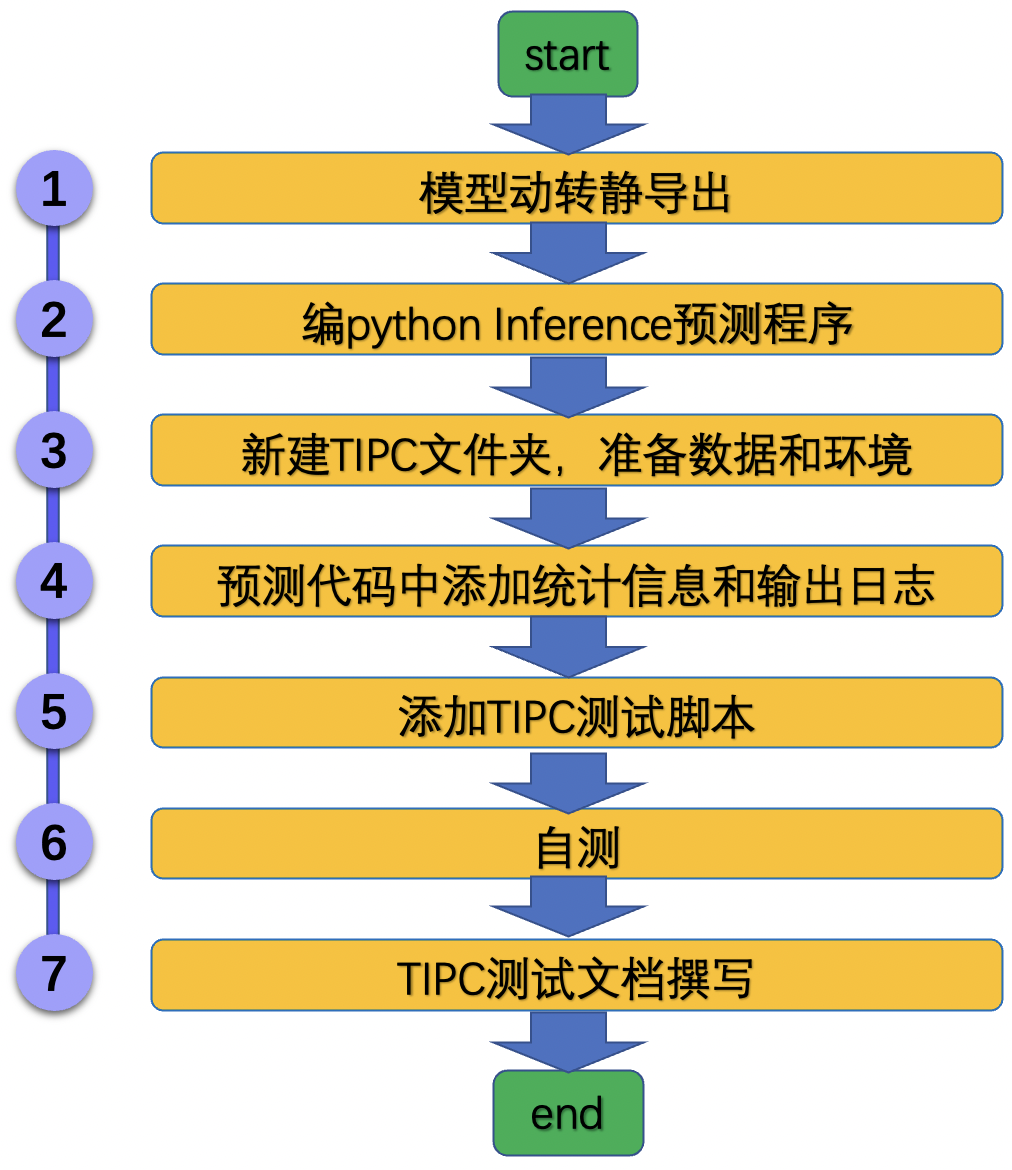 start
1
模型动转静导出
2
编python Inference预测程序
3
新建TIPC文件夹，准备数据和环境
4
预测代码中添加统计信息和输出日志
5
添加TIPC测试脚本
6
自测
7
TIPC测试文档撰写
end